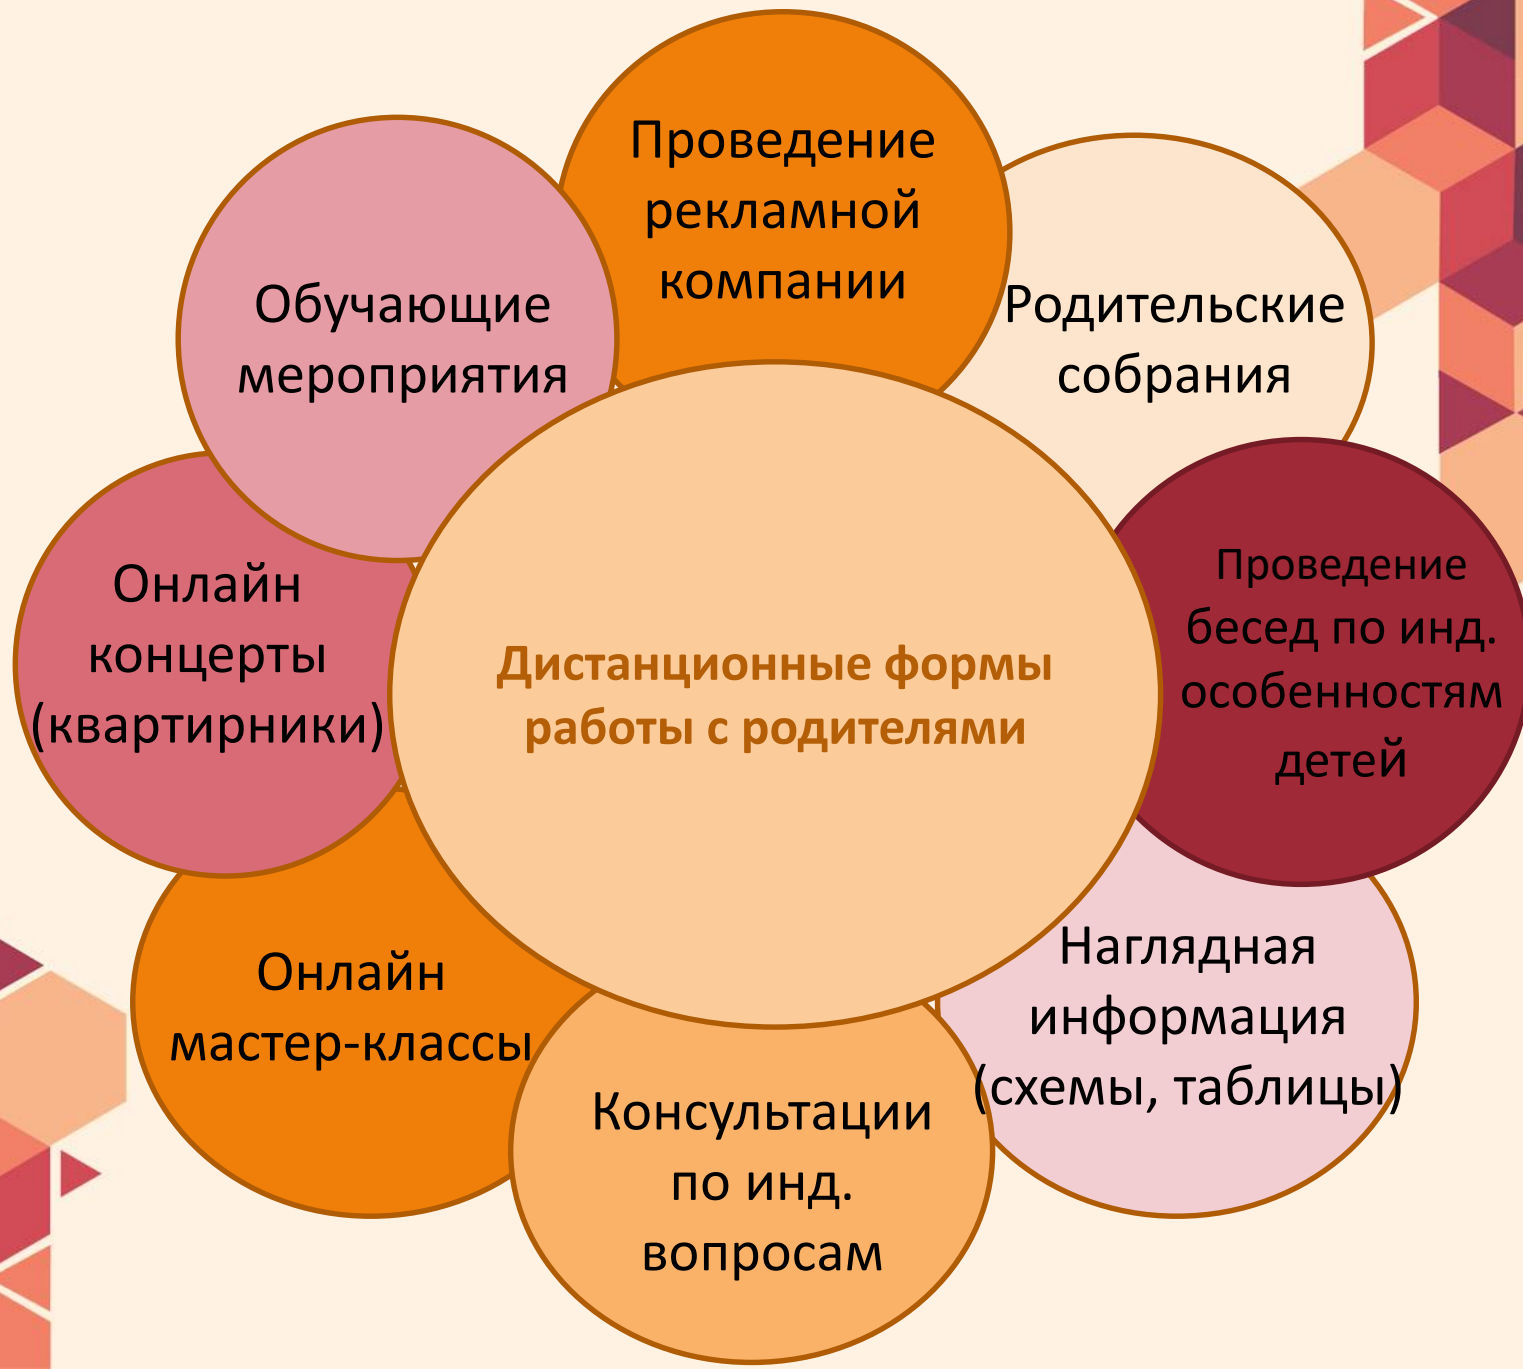 Проведение
рекламной
компании
Обучающие
мероприятия
Родительские
собрания
Онлайн
концерты
(квартирники)
Дистанционные формы
работы с родителями
Проведение
бесед по инд.
особенностям
детей
Онлайн
мастер-классы
Наглядная
информация
(схемы, таблицы)
Консультации
по инд.
вопросам